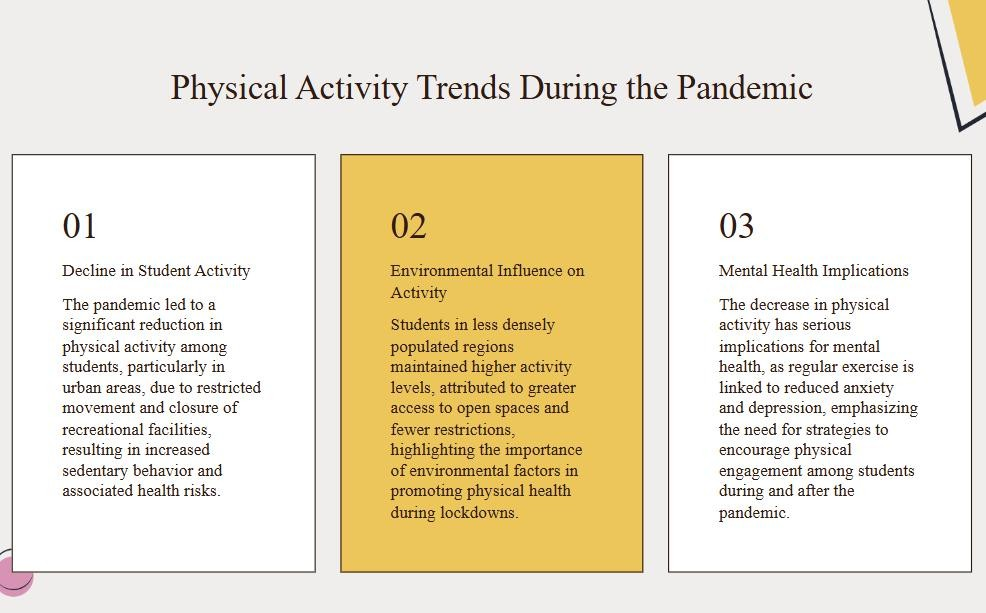 Physical Activity Trends During the Pandemic
01
Decline in Student Activity
The pandemic led to a
significant reduction in
physical activity among
students, particularly in
urban areas, due to restricted
movement and closure of
recreational facilities,
resulting in increased
sedentary behavior and
associated health risks.
02
Environmental Influence on
Activity
Students in less densely
populated regions
maintained higher activity
levels, attributed to greater
access to open spaces and
fewer restrictions,
highlighting the importance
of environmental factors in
promoting physical health
during lockdowns.
03
Mental Health Implications
The decrease in physical
activity has serious
implications for mental
health, as regular exercise is
linked to reduced anxiety
and depression, emphasizing
the need for strategies to
encourage physical
engagement among students
during and after the
pandemic.